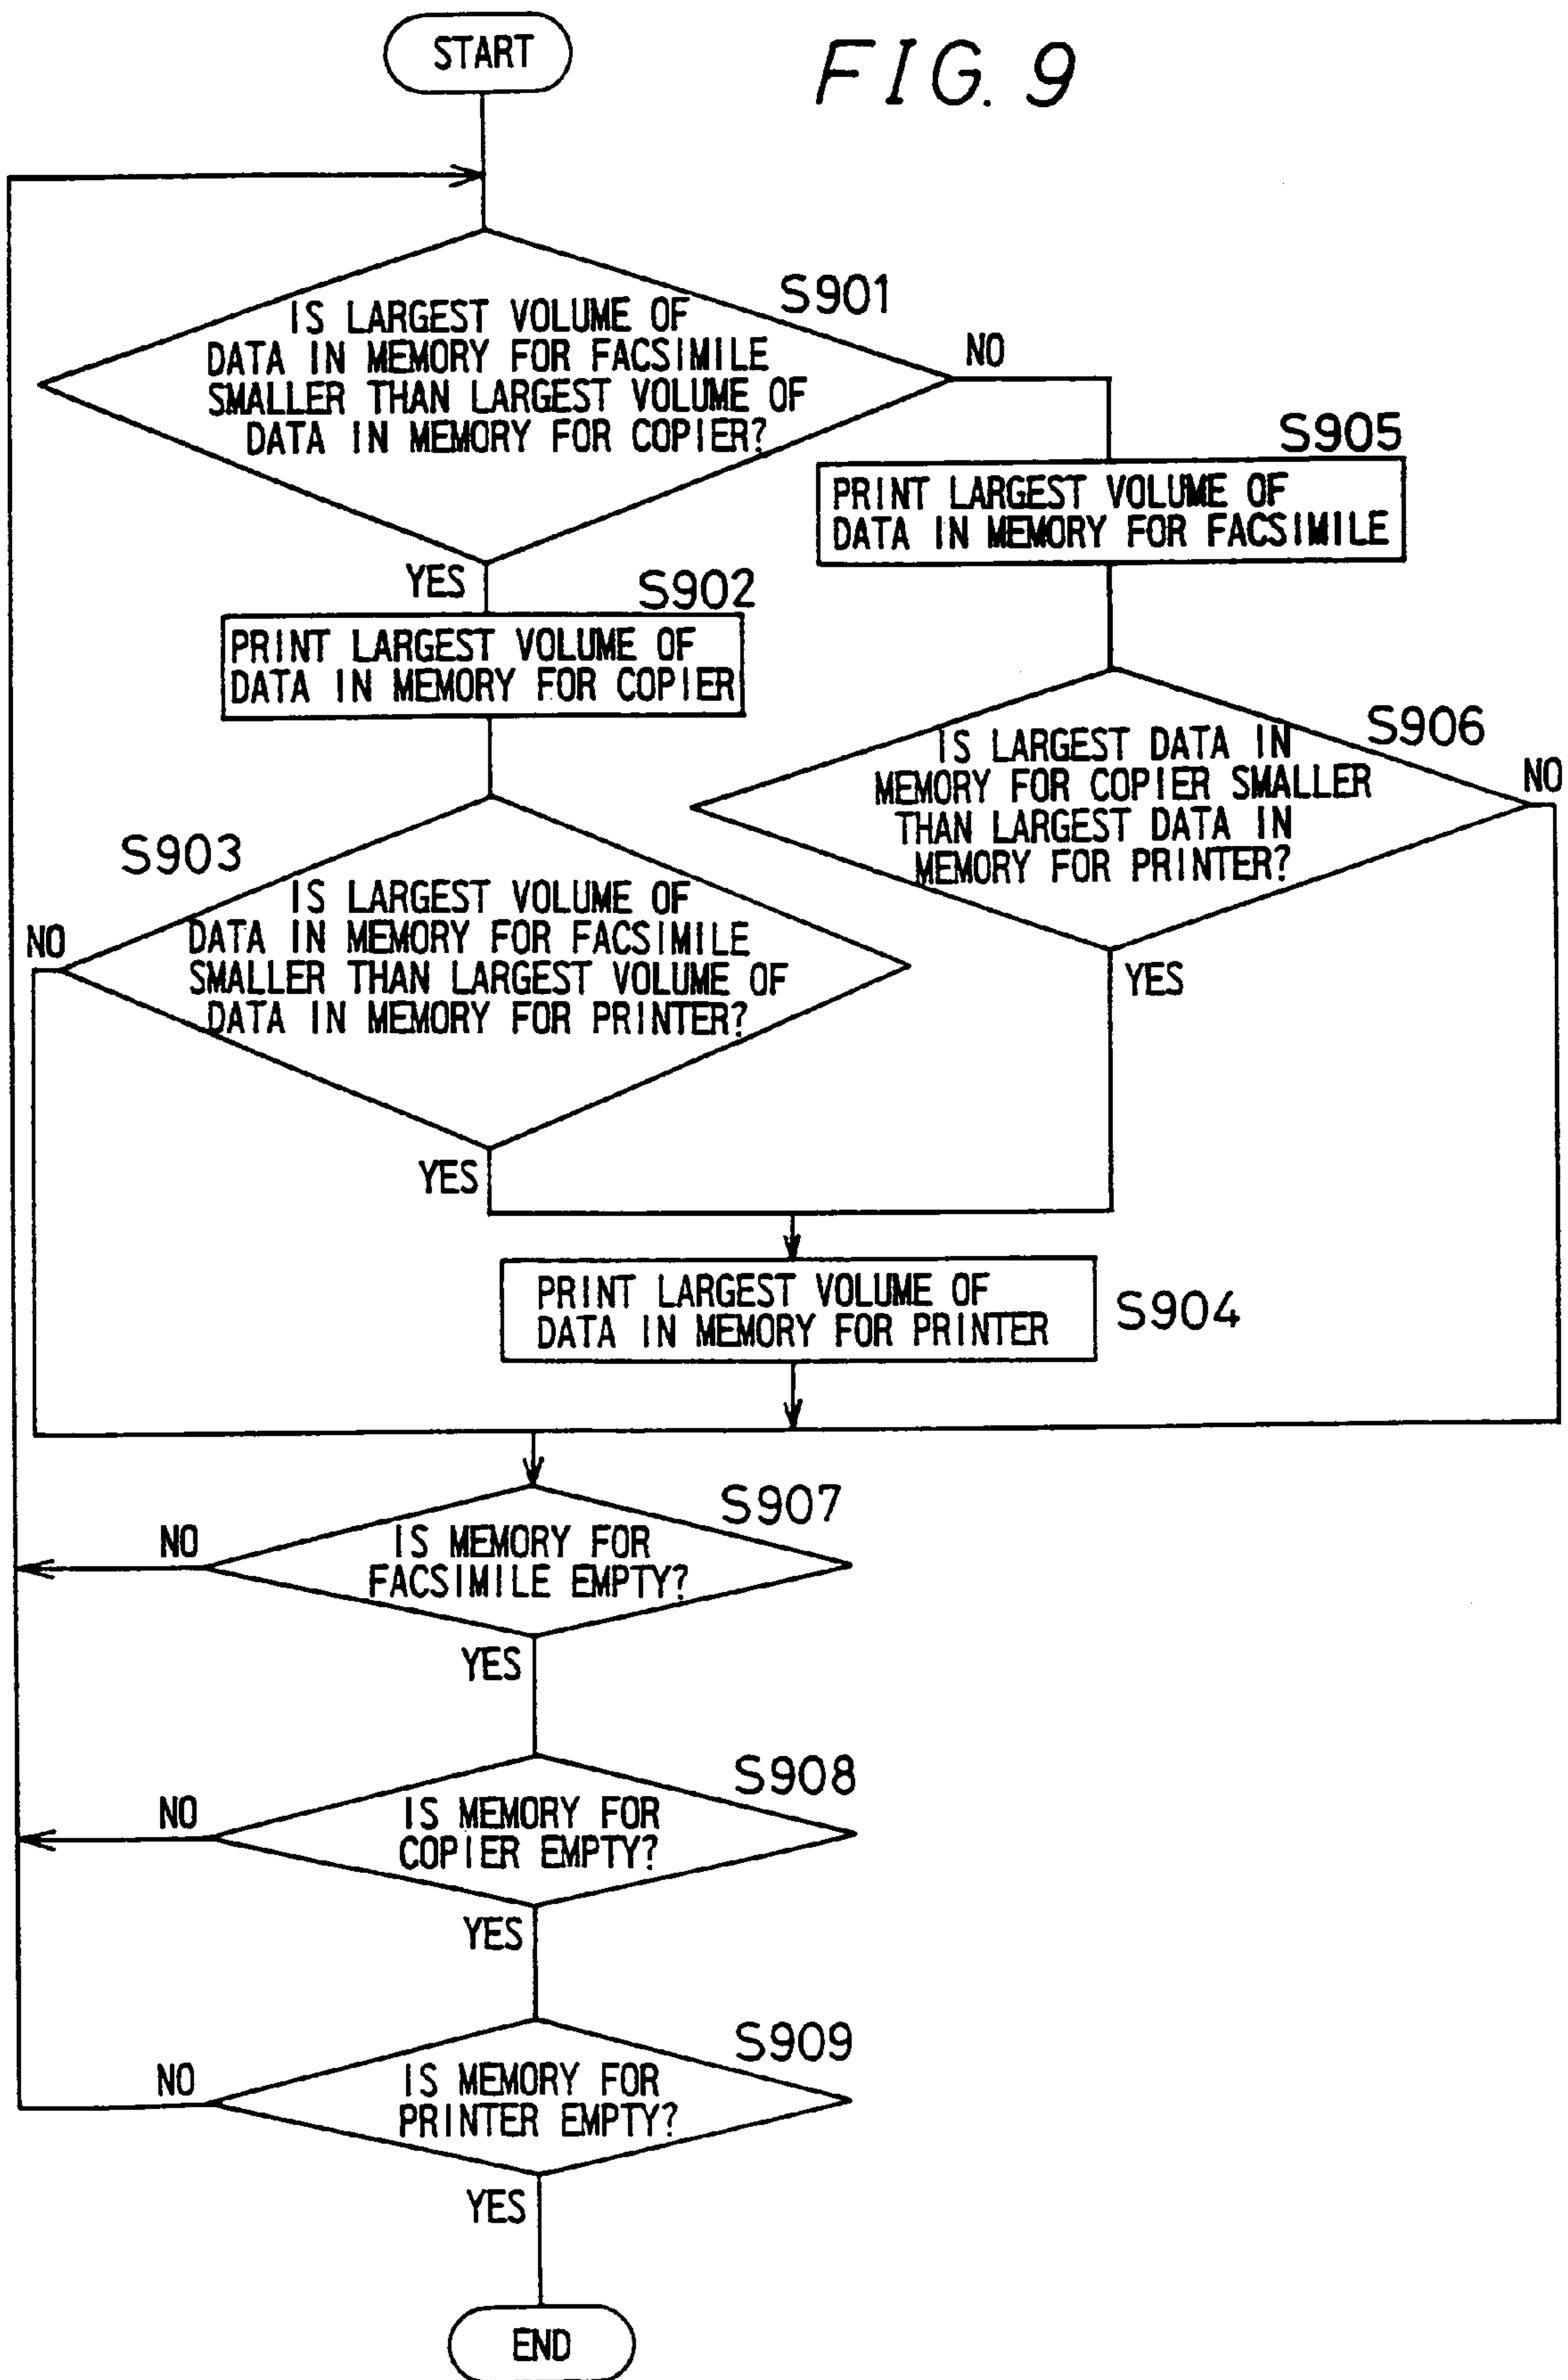 FIG. 9
START
S901
IS LARGEST VOLUME OF
DATA IN MEMORY FOR FACSIMILE
SMALLER THAN LARGEST VOLUME OF
DATA IN MEMORY FOR COPIER?
NO
YES
S905
PRINT LARGEST VOLUME OF
DATA IN MEMORY FOR FACSIMILE
S902
PRINT LARGEST VOLUME OF
DATA IN MEMORY FOR COPIER
S906
IS LARGEST DATA IN
MEMORY FOR COPIER SMALLER
THAN LARGEST DATA IN
MEMORY FOR PRINTER?
NO
YES
S903
IS LARGEST VOLUME OF
DATA IN MEMORY FOR FACSIMILE
SMALLER THAN LARGEST VOLUME OF
DATA IN MEMORY FOR PRINTER?
NO
YES
PRINT LARGEST VOLUME OF
DATA IN MEMORY FOR PRINTER
S904
S907
NO
IS MEMORY FOR
FACSIMILE EMPTY?
YES
S908
NO
IS MEMORY FOR
COPIER EMPTY?
YES
S909
NO
IS MEMORY FOR
PRINTER EMPTY?
YES
END